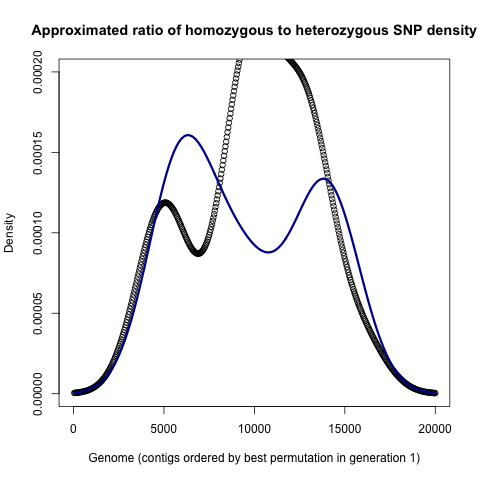 Approximated ratio of homozygous to heterozygous SNP density
0.00020
0.00015
0.00010
0.00005
0.00000
Density
0 5000 10000 15000 20000
Genome (contigs ordered by best permutation in generation 1)